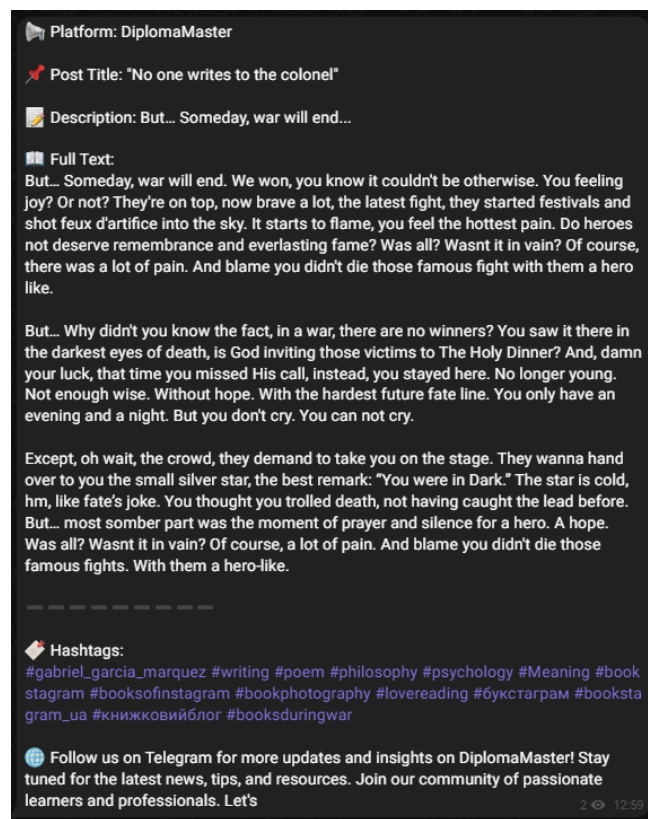 📢 Platform: DiplomaMaster
📌 Post Title: "No one writes to the colonel"
📝 Description: But… Someday, war will end...
📖 Full Text:
But… Someday, war will end. We won, you know it couldn't be otherwise. You feeling
joy? Or not? They're on top, now brave a lot, the latest fight, they started festivals and
shot feux d'artifice into the sky. It starts to flame, you feel the hottest pain. Do heroes
not deserve remembrance and everlasting fame? Was all? Wasnt it in vain? Of course,
there was a lot of pain. And blame you didn't die those famous fight with them a hero
like.
But… Why didn't you know the fact, in a war, there are no winners? You saw it there in
the darkest eyes of death, is God inviting those victims to The Holy Dinner? And, damn
your luck, that time you missed His call, instead, you stayed here. No longer young.
Not enough wise. Without hope. With the hardest future fate line. You only have an
evening and a night. But you don't cry. You can not cry.
Except, oh wait, the crowd, they demand to take you on the stage. They wanna hand
over to you the small silver star, the best remark: “You were in Dark.” The star is cold,
hm, like fate’s joke. You thought you trolled death, not having caught the lead before.
But… most somber part was the moment of prayer and silence for a hero. A hope.
Was all? Wasnt it in vain? Of course, a lot of pain. And blame you didn't die those
famous fights. With them a hero-like.
➖➖➖➖➖➖➖➖➖
🏷 Hashtags:
#gabriel_garcia_marquez #writing #poem #philosophy #psychology #Meaning #book
stagram #booksofinstagram #bookphotography #lovereading #букстаграм #booksta
gram_ua #книжковийблог #booksduringwar
🌐 Follow us on Telegram for more updates and insights on DiplomaMaster! Stay
tuned for the latest news, tips, and resources. Join our community of passionate
learners and professionals. Let's
2 12:59